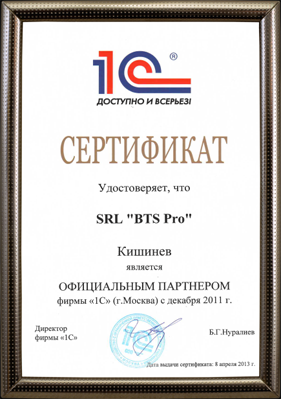 1С®
ДОСТУПНО И ВСЕРЬЕЗ!
СЕРТИФИКАТ
Удостоверяет, что
SRL "BTS Pro"
Кишинев
является
ОФИЦИАЛЬНЫМ ПАРТНЕРОМ
фирмы «1С» (г.Москва) с декабря 2011 г.
Директор
фирмы «1С»
Б.Г.Нуралиев
Дата выдачи сертификата: 8 апреля 2013 г.